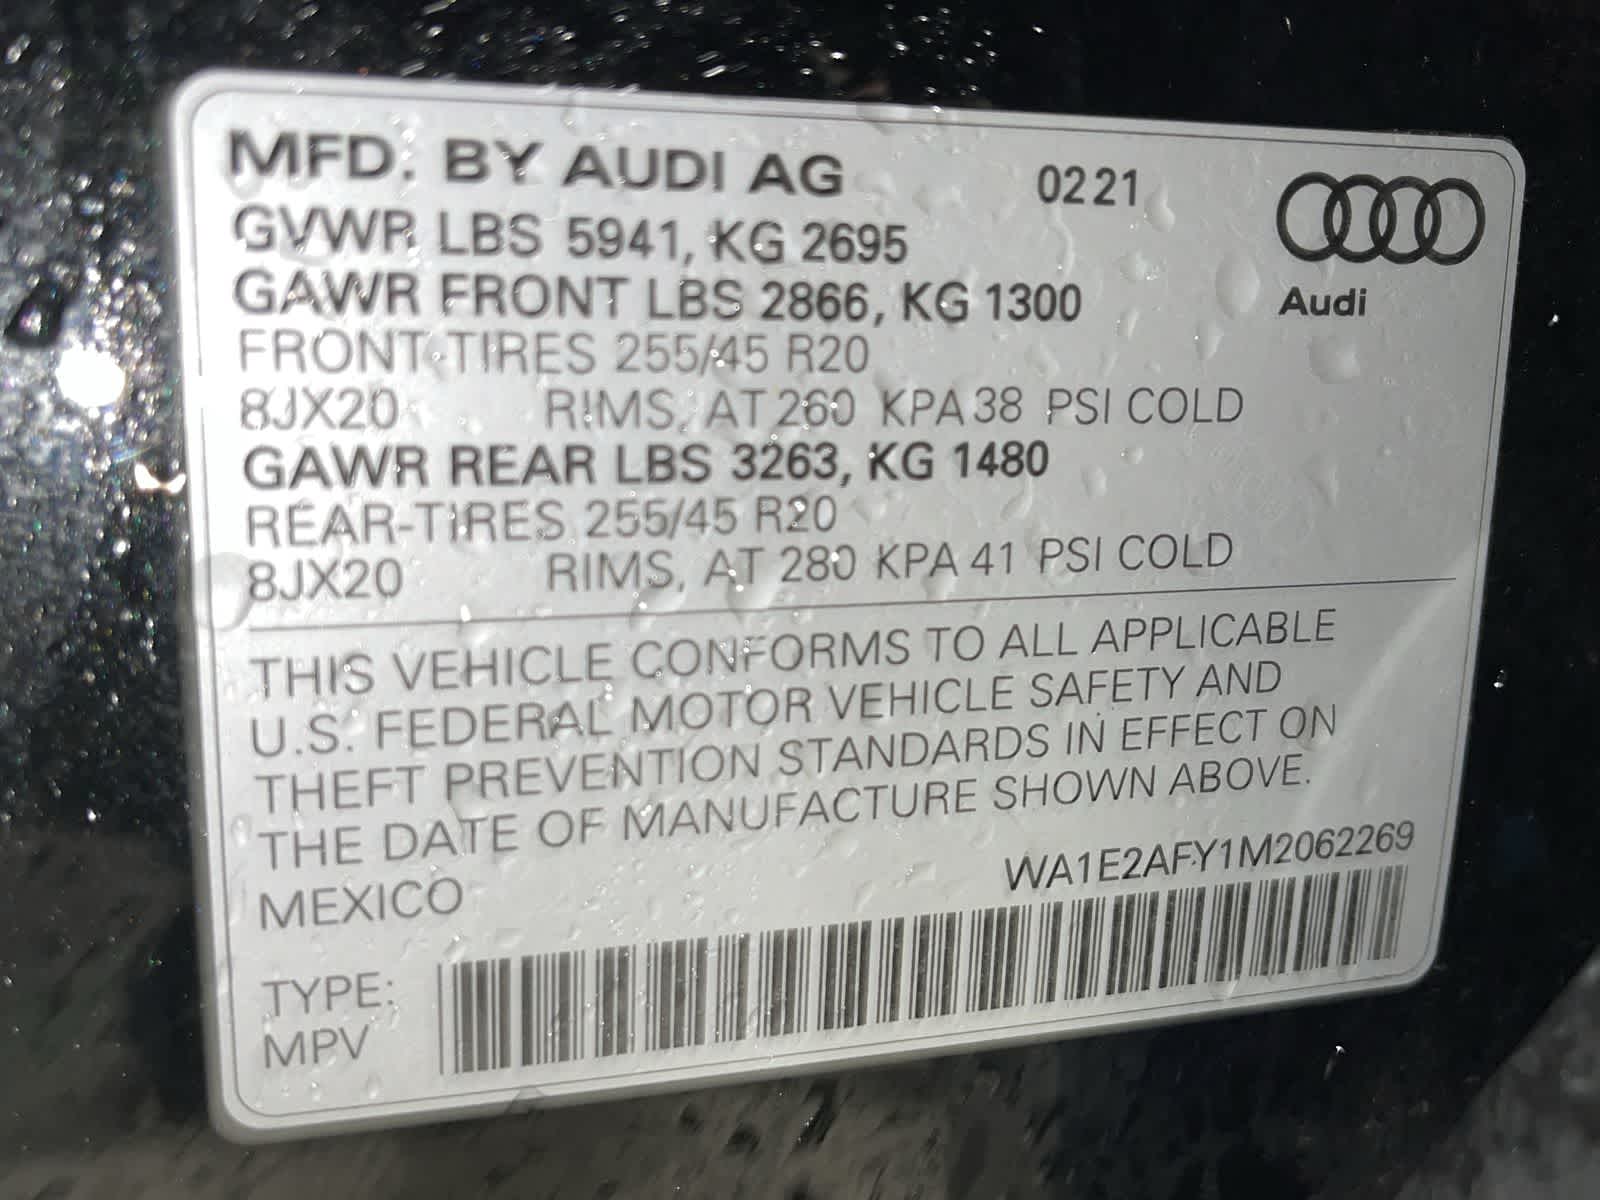 MFD. BY AUDI AG 0221
GVWR LBS 5941, KG 2695
GAWR FRONT LBS 2866, KG 1300
Audi
FRONT-TIRES 255/45 R20
8JX20 RIMS, AT 260 KPA 38 PSI COLD
GAWR REAR LBS 3263, KG 1480
REAR-TIRES 255/45 R20
8JX20 RIMS, AT 280 KPA 41 PSI COLD
THIS VEHICLE CONFORMS TO ALL APPLICABLE
U.S. FEDERAL MOTOR VEHICLE SAFETY AND
THEFT PREVENTION STANDARDS IN EFFECT ON
THE DATE OF MANUFACTURE SHOWN ABOVE.
WA1E2AFY1M2062269
MEXICO
TYPE:
MPV